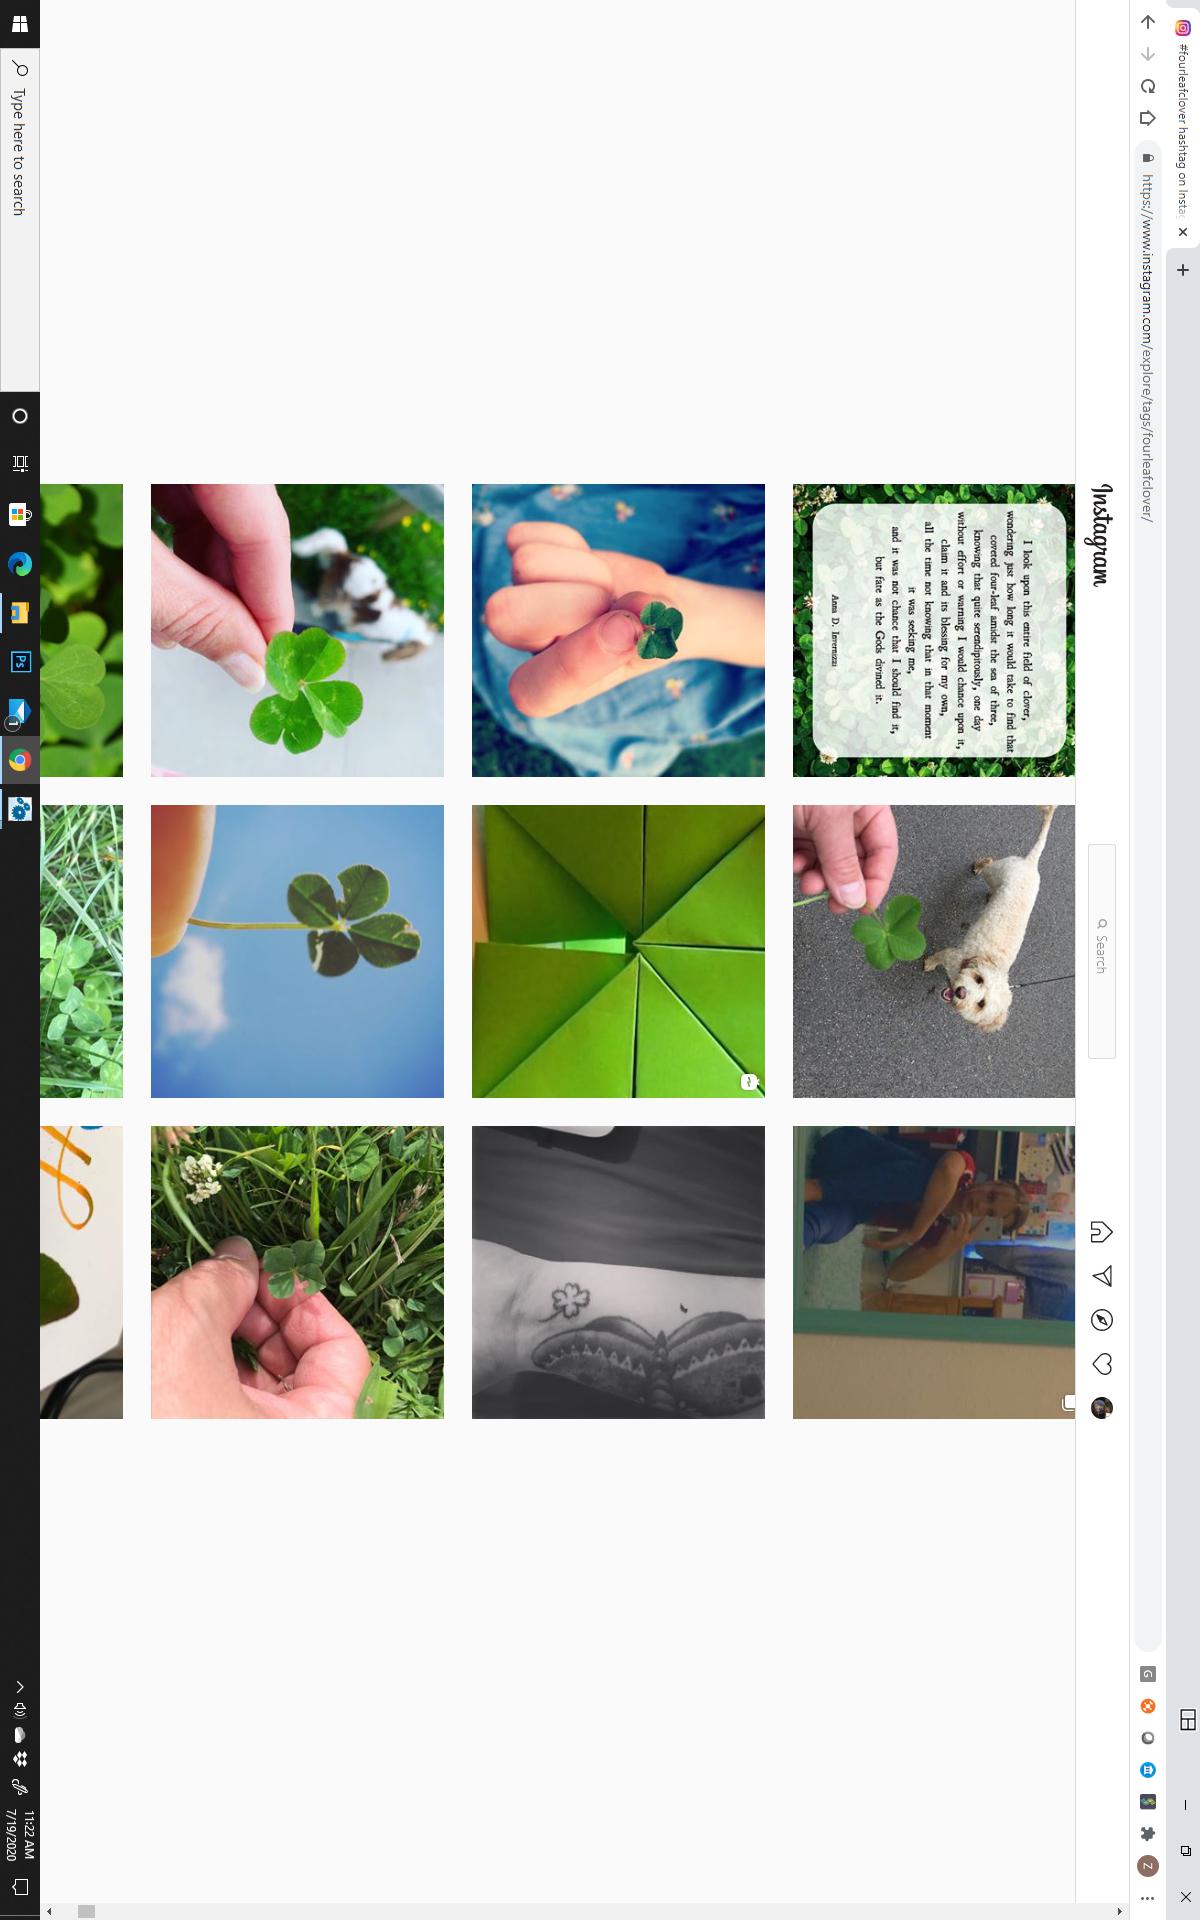 #fourleafclover hashtag on Insta
https://www.instagram.com/explore/tags/fourleafclover/
G
Z
Instagram
Search
I look upon this entire field of clover,
wondering just how long it would take to find that
coveted four-leaf amidst the sea of three,
knowing that quite serendipitously, one day
without effort or warning I would chance upon it,
claim it and its blessing for my own,
all the time not knowing that in that moment
it was seeking me,
and it was not chance that I should find it,
but fate as the Gods divined it.
Anna D. Invernizzi
Type here to search
Ps
1
11:22 AM
7/19/2020